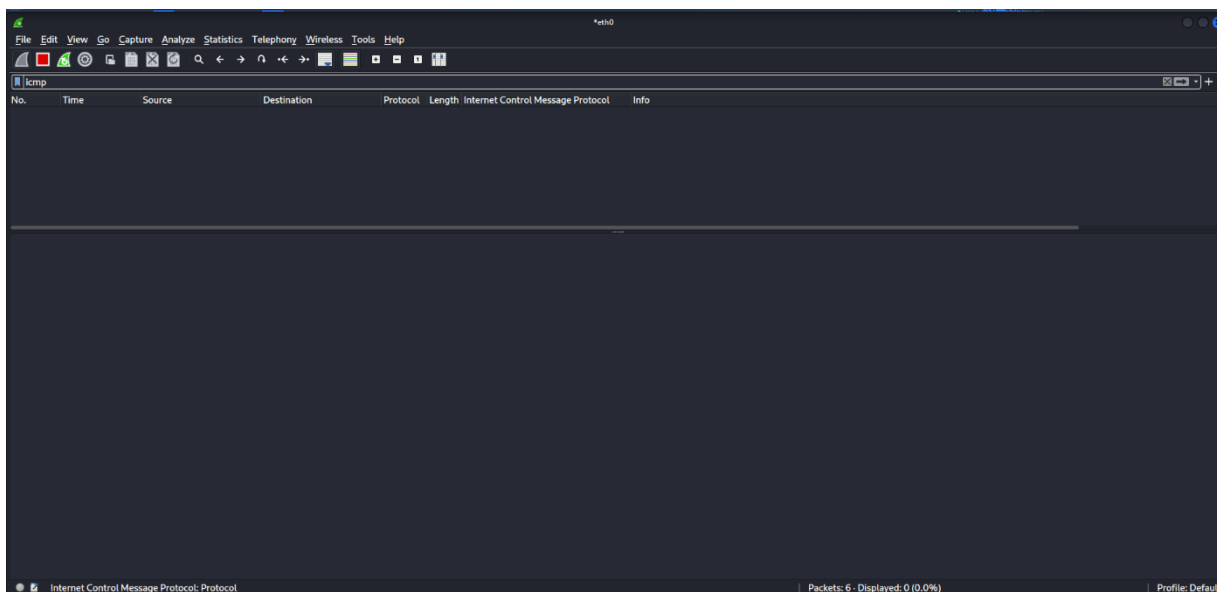 *eth0
File Edit View Go Capture Analyze Statistics Telephony Wireless Tools Help
icmp
No. Time Source Destination Protocol Length Internet Control Message Protocol Info
Internet Control Message Protocol: Protocol Packets: 6 · Displayed: 0 (0.0%) Profile: Defaul